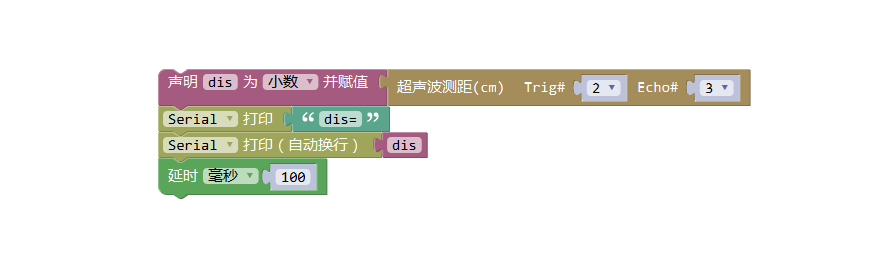 声明 dis 为 小数 并赋值 超声波测距(cm) Trig# 2 Echo# 3
Serial 打印 “ dis= ”
Serial 打印（自动换行） dis
延时 毫秒 100